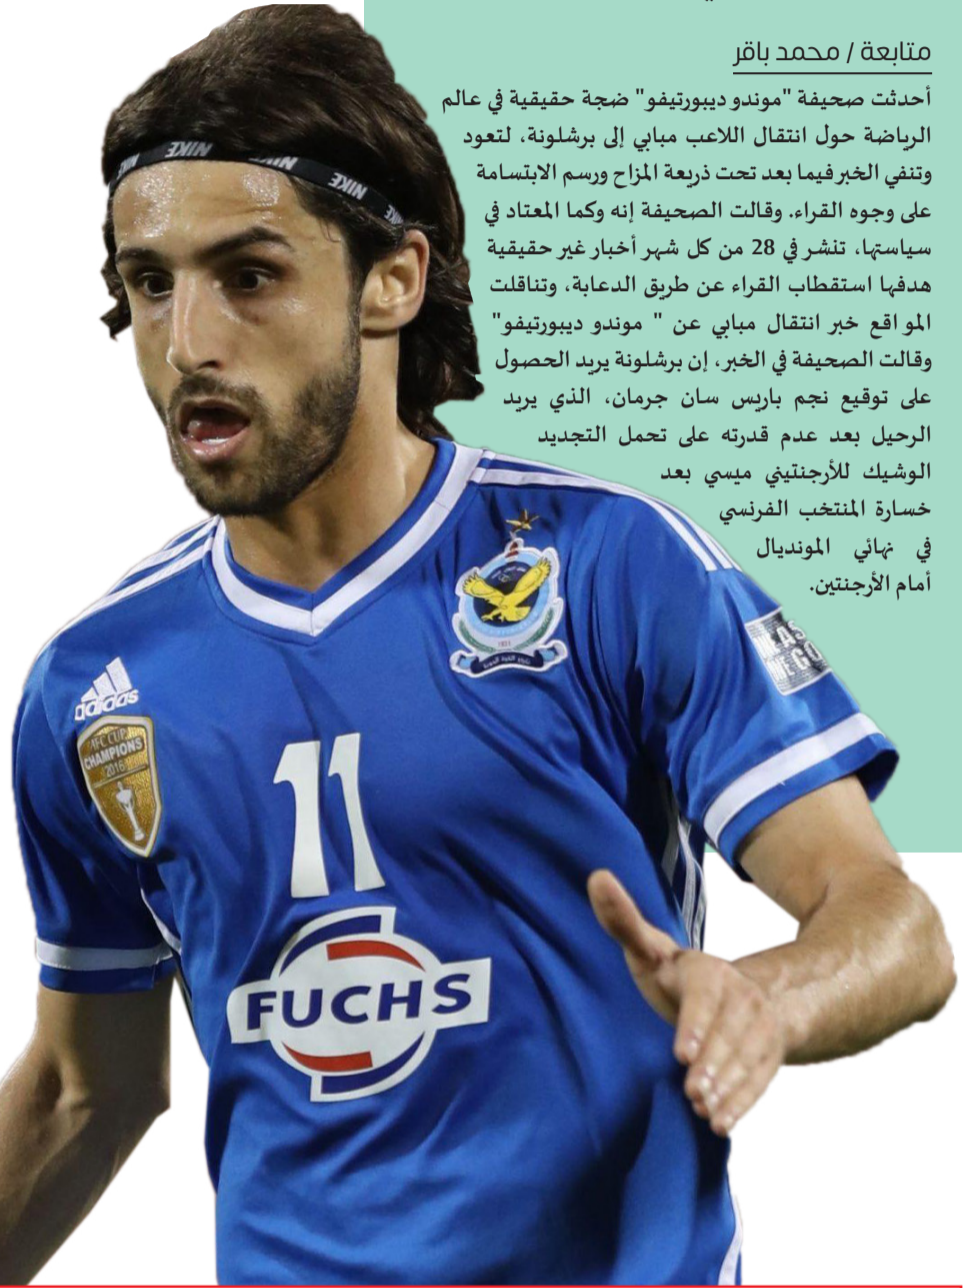 متابعة / محمد باقر
أحدثت صحيفة "موندو ديبورتيفو" ضجة حقيقية في عالم
الرياضة حول انتقال اللاعب مبابي إلى برشلونة، لتعود
وتنفي الخبر فيما بعد تحت ذريعة المزاح ورسم الابتسامة
على وجوه القراء. وقالت الصحيفة إنه وكما المعتاد في
سياستها، تنشر في 28 من كل شهر أخبار غير حقيقية
هدفها استقطاب القراء عن طريق الدعابة، وتناقلت
المواقع خبر انتقال مبابي عن " موندو ديبورتيفو"
وقالت الصحيفة في الخبر، إن برشلونة يريد الحصول
على توقيع نجم باريس سان جرمان، الذي يريد
الرحيل بعد عدم قدرته على تحمل التجديد
الوشيك للأرجنتيني ميسي بعد
خسارة المنتخب الفرنسي
في نهائي المونديال
أمام الأرجنتين.
NIKE NIKE NIKE
adidas
AFC CUP
CHAMPIONS
2016
11
FUCHS